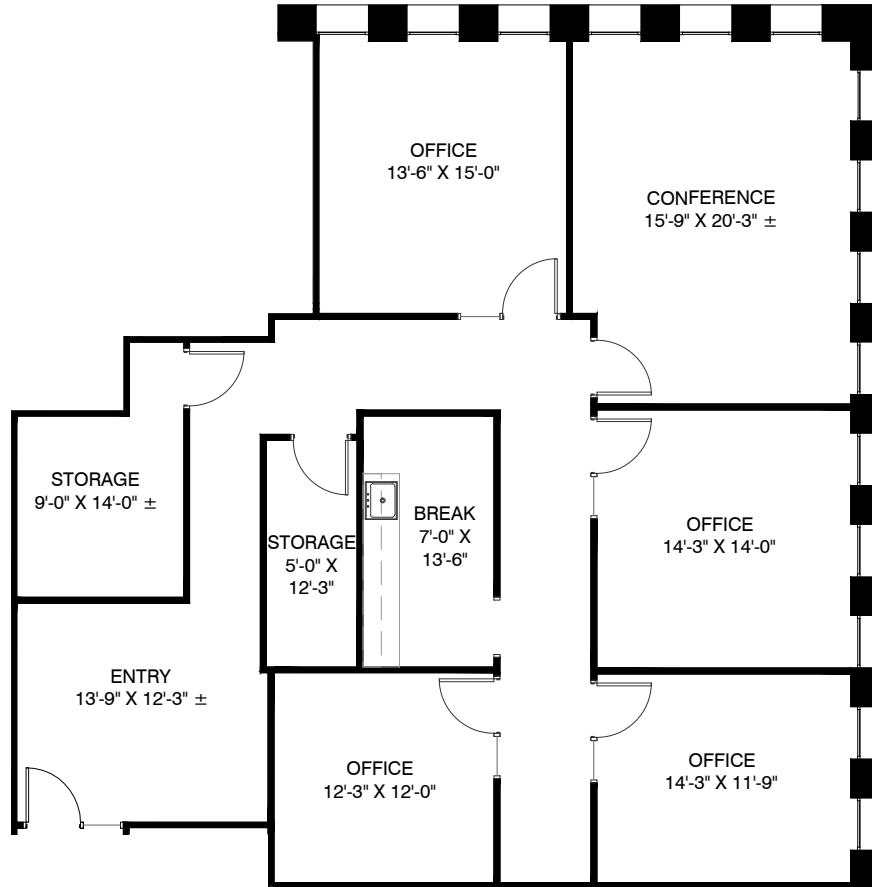 OFFICE
13'-6" X 15'-0"
CONFERENCE
15'-9" X 20'-3" ±
STORAGE
9'-0" X 14'-0" ±
STORAGE
5'-0" X
12'-3"
BREAK
7'-0" X
13'-6"
OFFICE
14'-3" X 14'-0"
ENTRY
13'-9" X 12'-3" ±
OFFICE
12'-3" X 12'-0"
OFFICE
14'-3" X 11'-9"